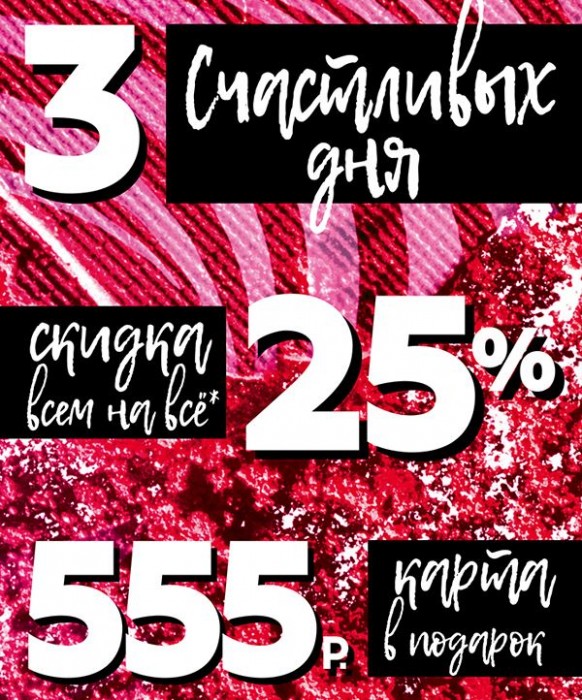 3 Счастливых
дня
скидка 25%
всем на всё*
555Р. карта
в подарок